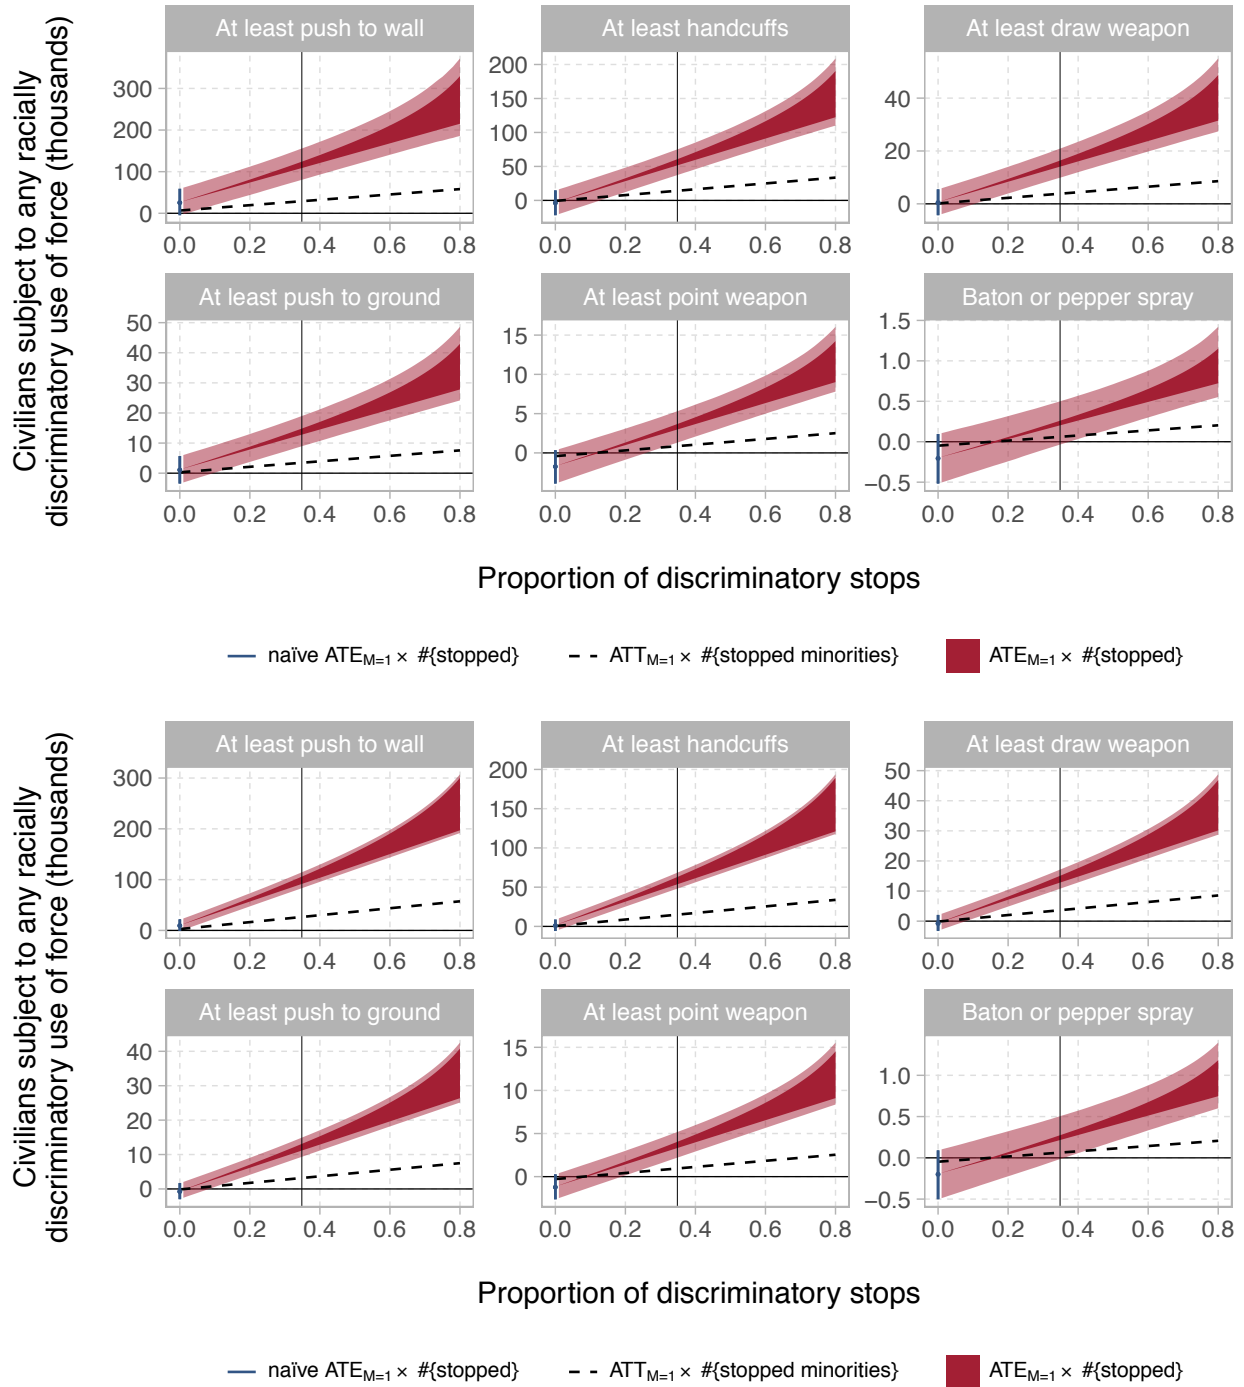 Civilians subject to any racially
discriminatory use of force (thousands)
At least push to wall
300
200
100
0
0.0 0.2 0.4 0.6 0.8
At least handcuffs
200
150
100
50
0
0.0 0.2 0.4 0.6 0.8
At least draw weapon
40
20
0
0.0 0.2 0.4 0.6 0.8
At least push to ground
50
40
30
20
10
0
0.0 0.2 0.4 0.6 0.8
At least point weapon
15
10
5
0
0.0 0.2 0.4 0.6 0.8
Baton or pepper spray
1.5
1.0
0.5
0.0
−0.5
0.0 0.2 0.4 0.6 0.8
Proportion of discriminatory stops
naïve ATE_{M=1} × #{stopped} ATT_{M=1} × #{stopped minorities} ATE_{M=1} × #{stopped}
Civilians subject to any racially
discriminatory use of force (thousands)
At least push to wall
300
200
100
0
0.0 0.2 0.4 0.6 0.8
At least handcuffs
200
150
100
50
0
0.0 0.2 0.4 0.6 0.8
At least draw weapon
50
40
30
20
10
0
0.0 0.2 0.4 0.6 0.8
At least push to ground
40
30
20
10
0
0.0 0.2 0.4 0.6 0.8
At least point weapon
15
10
5
0
0.0 0.2 0.4 0.6 0.8
Baton or pepper spray
1.0
0.5
0.0
−0.5
0.0 0.2 0.4 0.6 0.8
Proportion of discriminatory stops
naïve ATE_{M=1} × #{stopped} ATT_{M=1} × #{stopped minorities} ATE_{M=1} × #{stopped}